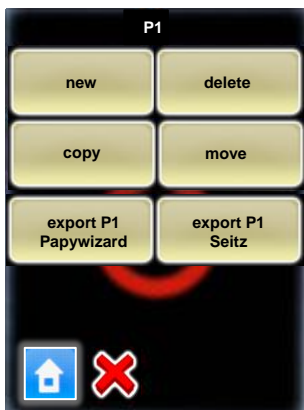 P1
new
delete
copy
move
export P1
Papywizard
export P1
Seitz